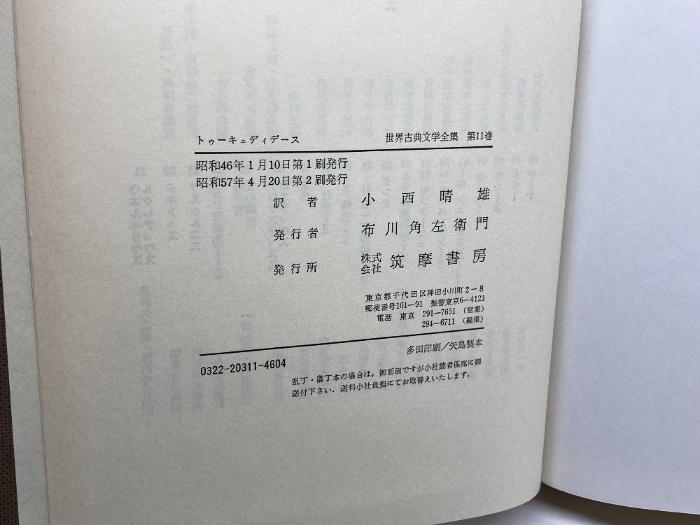 トゥーキュディデース 世界古典文学全集 第11巻
昭和46年1月10日第1刷発行
昭和57年4月20日第2刷発行
訳者 小西晴雄
発行者 布川角左衛門
発行所 株式会社 筑摩書房
東京都千代田区神田小川町2-8
郵便番号101-91 振替東京6-4123
電話 東京 291-7651 (営業)
294-6711 (編集)
多田印刷/矢島製本
0322-20311-4604
乱丁・落丁本の場合は,御面倒ですが小社読者係宛に御
送付下さい.送料小社負担にてお取替えいたします.